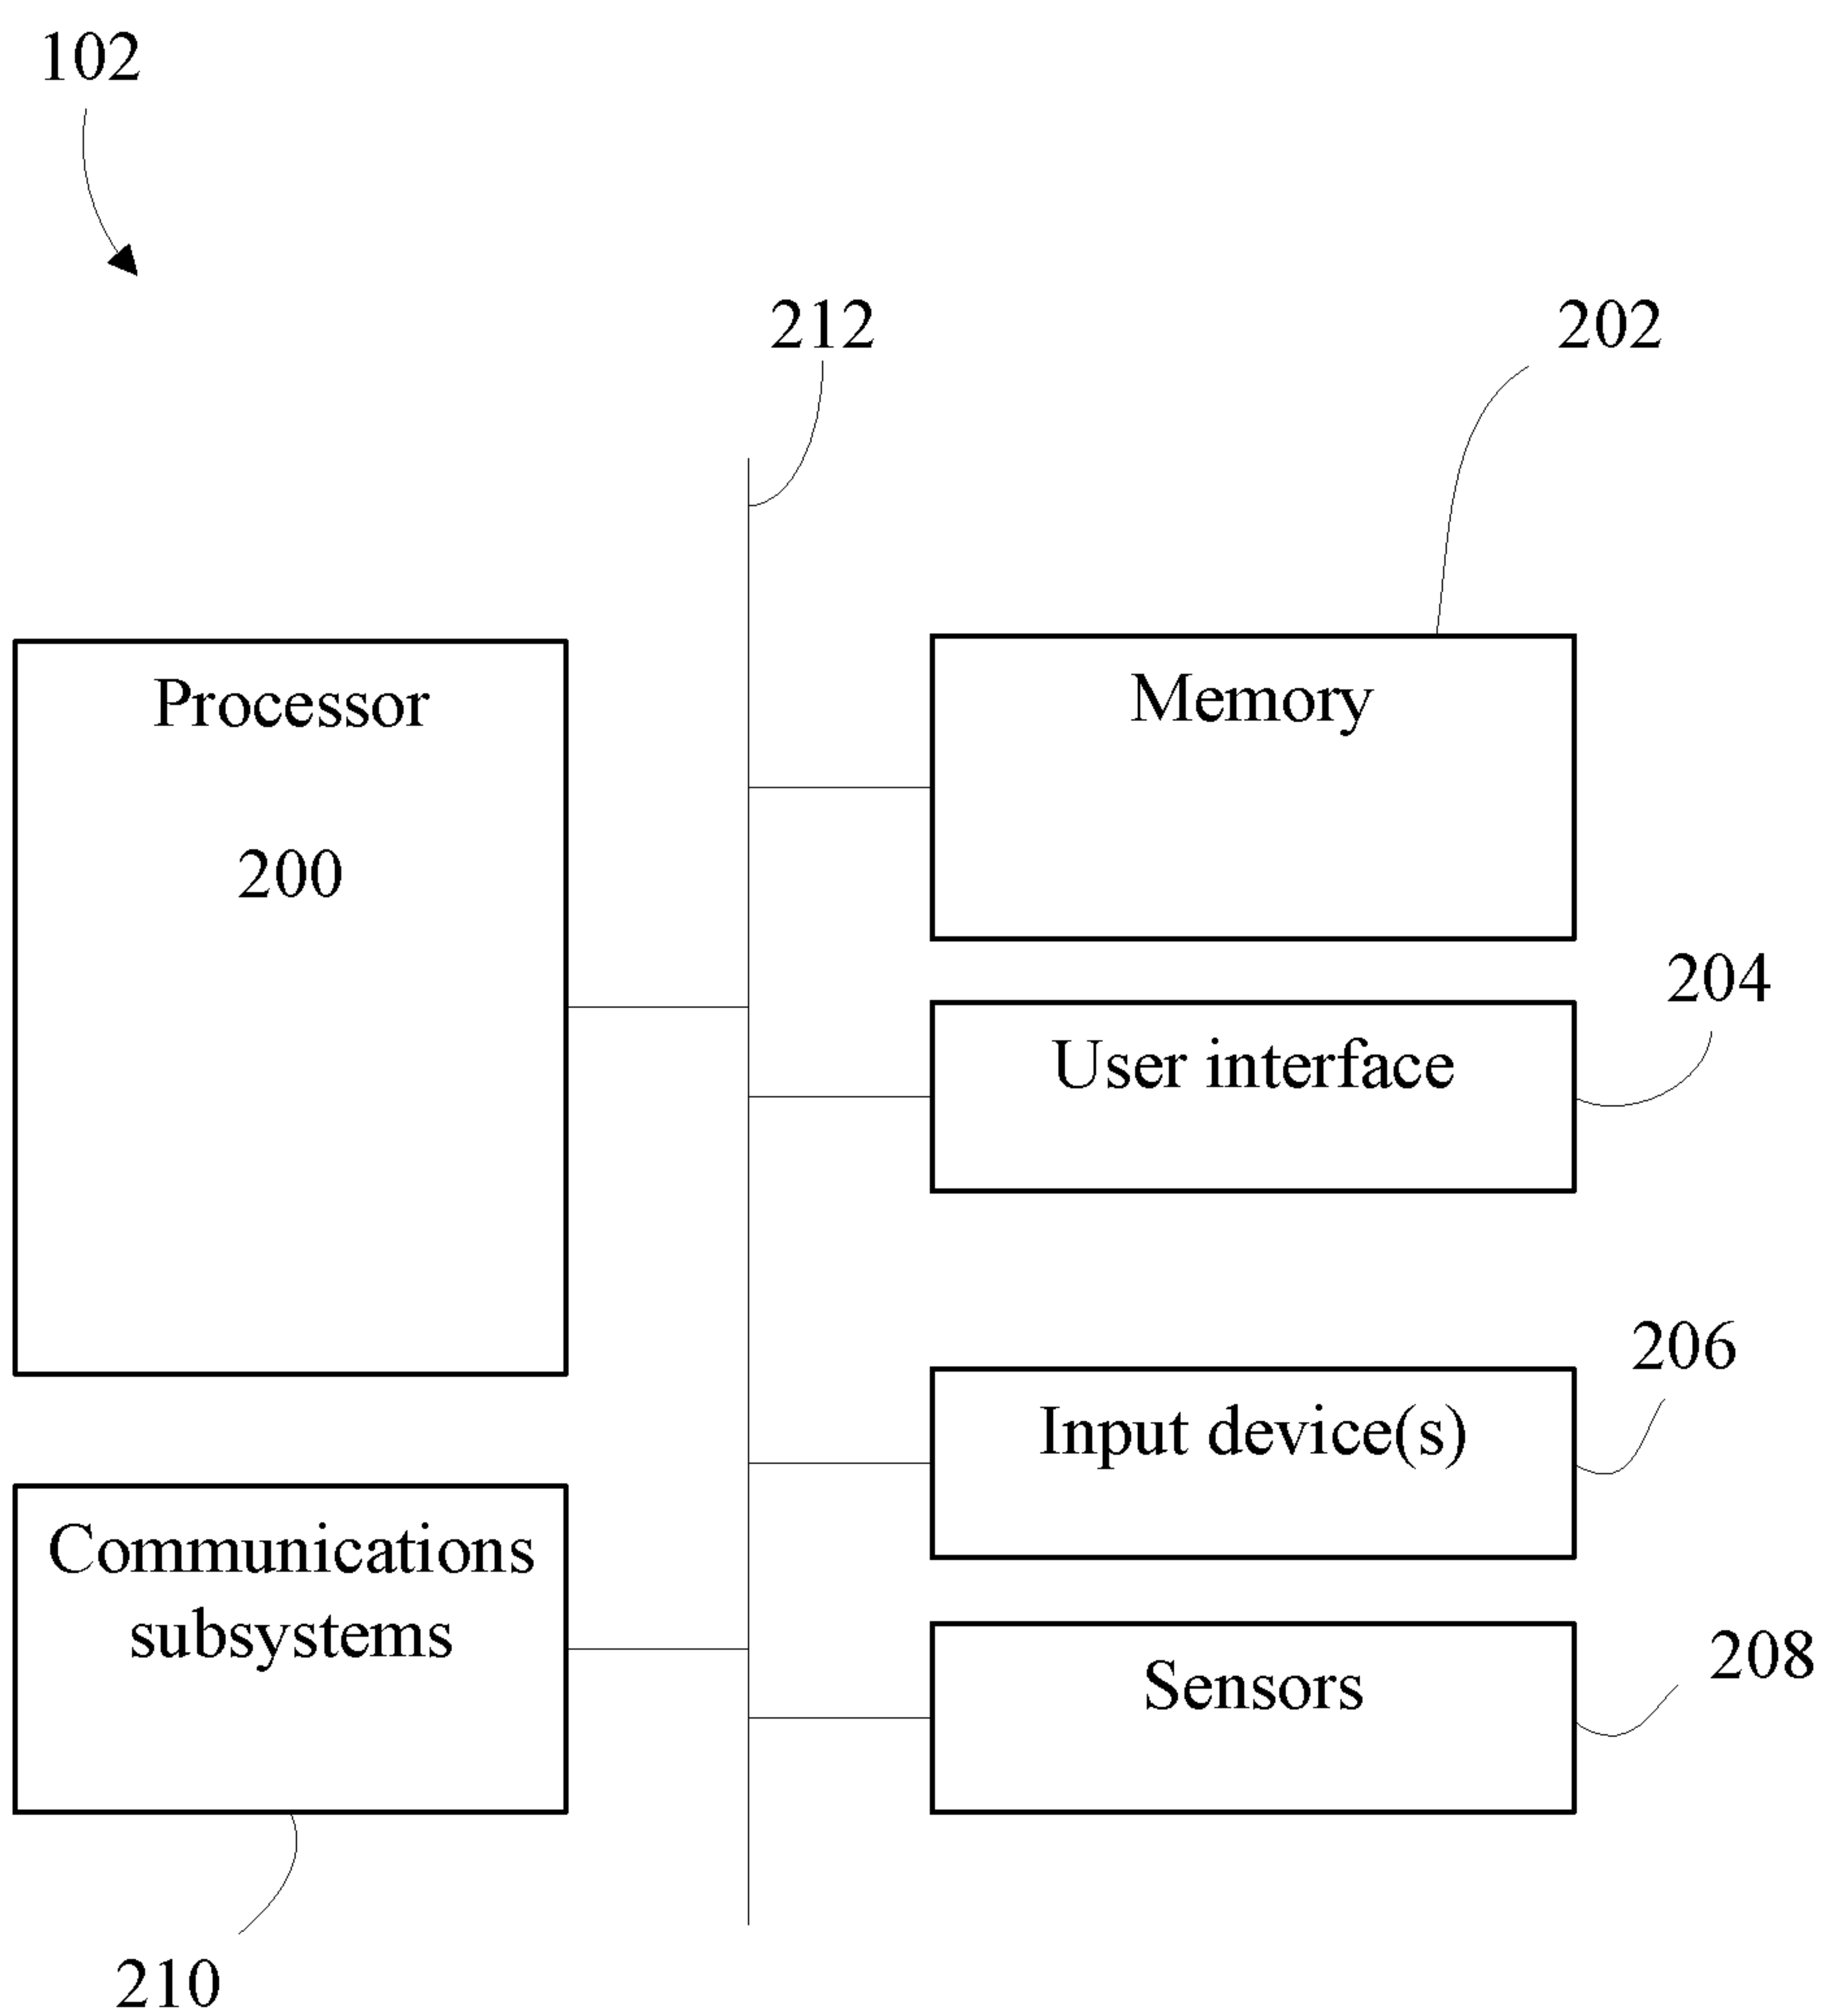 102
212
202
Processor
200
Memory
204
User interface
206
Input device(s)
Communications
subsystems
208
Sensors
210